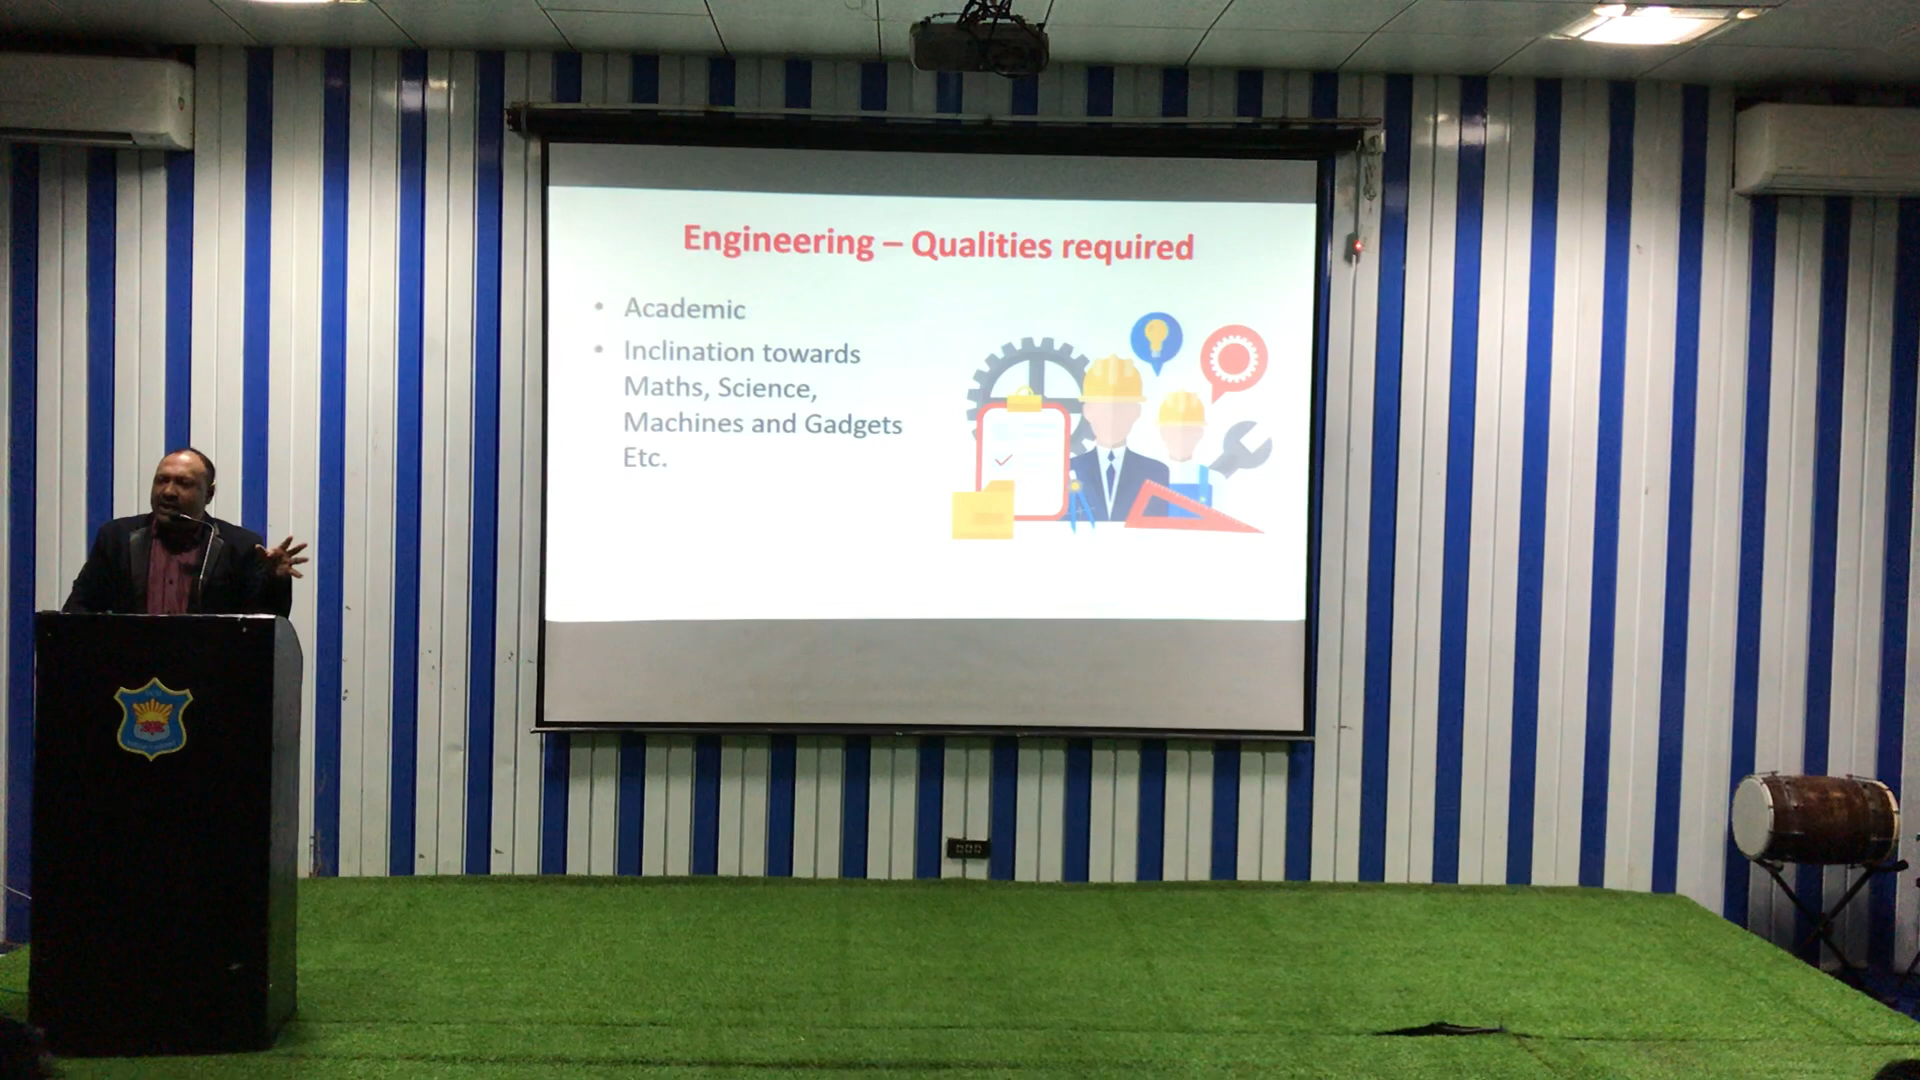 Engineering – Qualities required
• Academic
• Inclination towards
Maths, Science,
Machines and Gadgets
Etc.